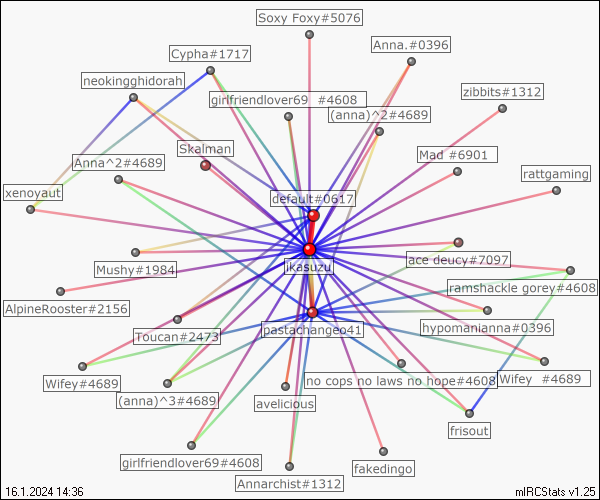 Soxy Foxy#5076
Anna.#0396
Cypha#1717
neokingghidorah
zibbits#1312
girlfriendlover69 #4608
(anna)^2#4689
Skalman
Mad #6901
Anna^2#4689
rattgaming
xenoyaut
default#0617
ace deucy#7097
jkasuzu
Mushy#1984
ramshackle gorey#4608
AlpineRooster#2156
hypomanianna#0396
pastachangeo41
Toucan#2473
Wifey#4689
no cops no laws no hope#4608
Wifey #4689
(anna)^3#4689
avelicious
frisout
girlfriendlover69#4608
fakedingo
Annarchist#1312
16.1.2024 14:36
mIRCStats v1.25